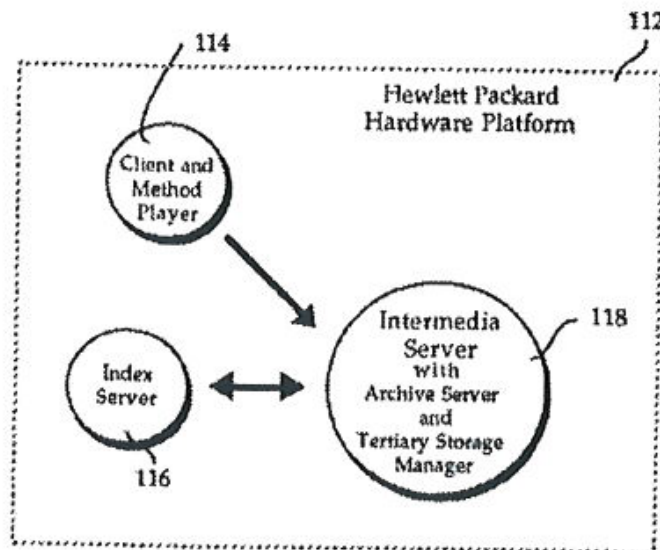 112
114
Hewlett Packard
Hardware Platform
Client and
Method
Player
Intermedia
Server
with
Archive Server
and
Tertiary Storage
Manager
118
Index
Server
116